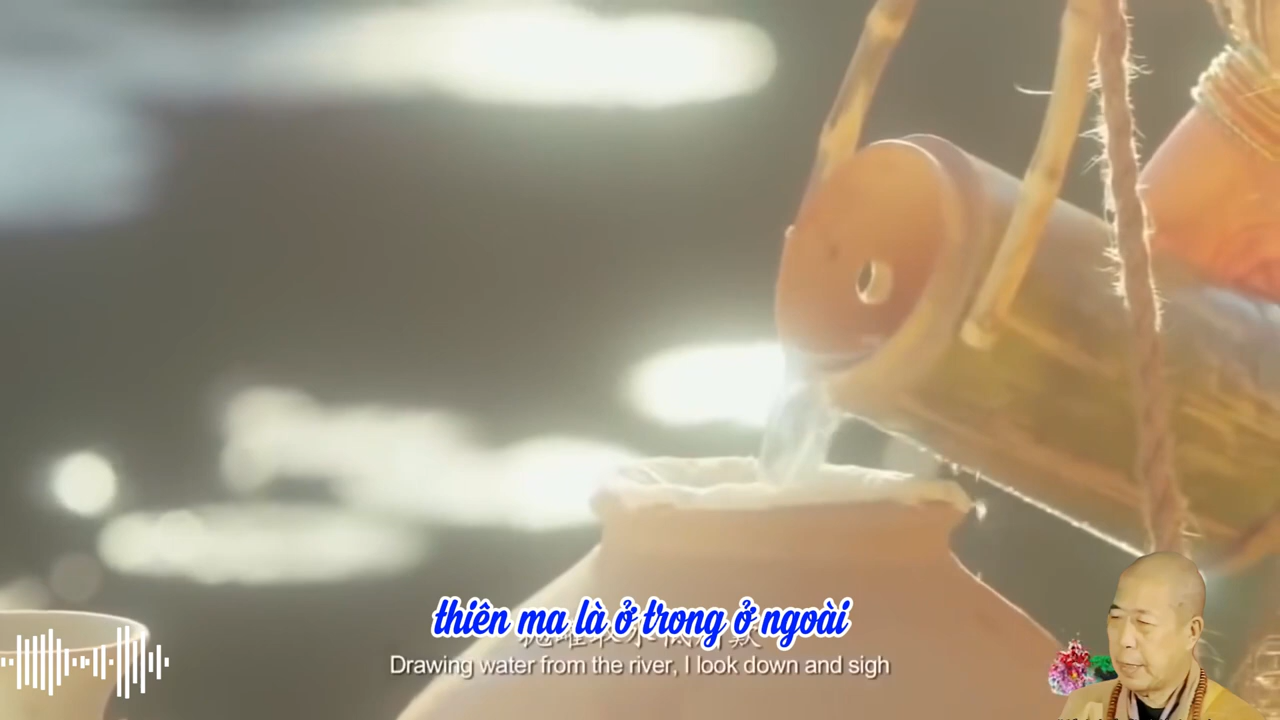 thiên ma là ở trong ở ngoài
Drawing water from the river, I look down and sigh